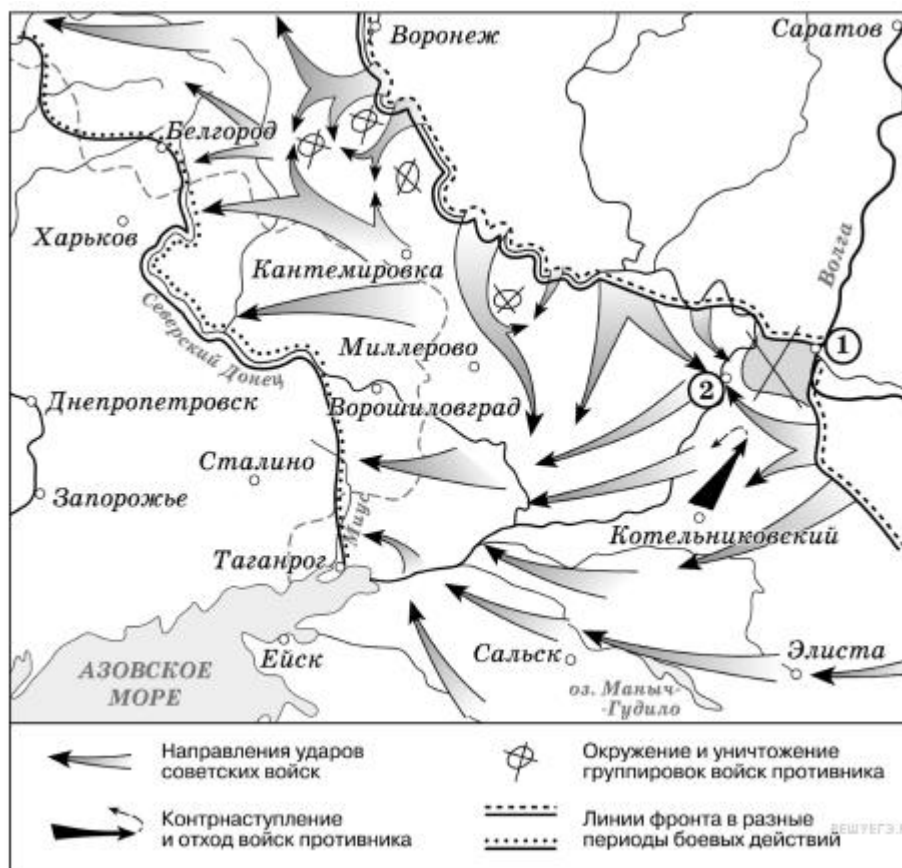 Воронеж
Саратов
Белгород
Харьков
Волга
Кантемировка
Северский Донец
Миллерово
1
Днепропетровск
Ворошиловград
2
Сталино
Запорожье
Миус
Котельниковский
Таганрог
Ейск
Сальск
Элиста
АЗОВСКОЕ
МОРЕ
оз. Маныч-
-Гудило
Направления ударов
советских войск
Окружение и уничтожение
группировок войск противника
Контрнаступление
и отход войск противника
Линии фронта в разные
периоды боевых действий